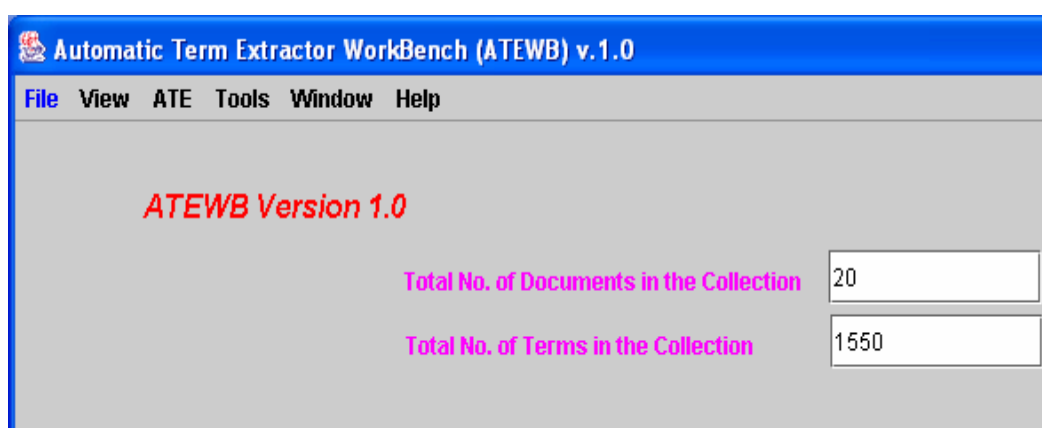 Automatic Term Extractor WorkBench (ATEWB) v.1.0
File View ATE Tools Window Help
ATEWB Version 1.0
Total No. of Documents in the Collection 20
Total No. of Terms in the Collection 1550